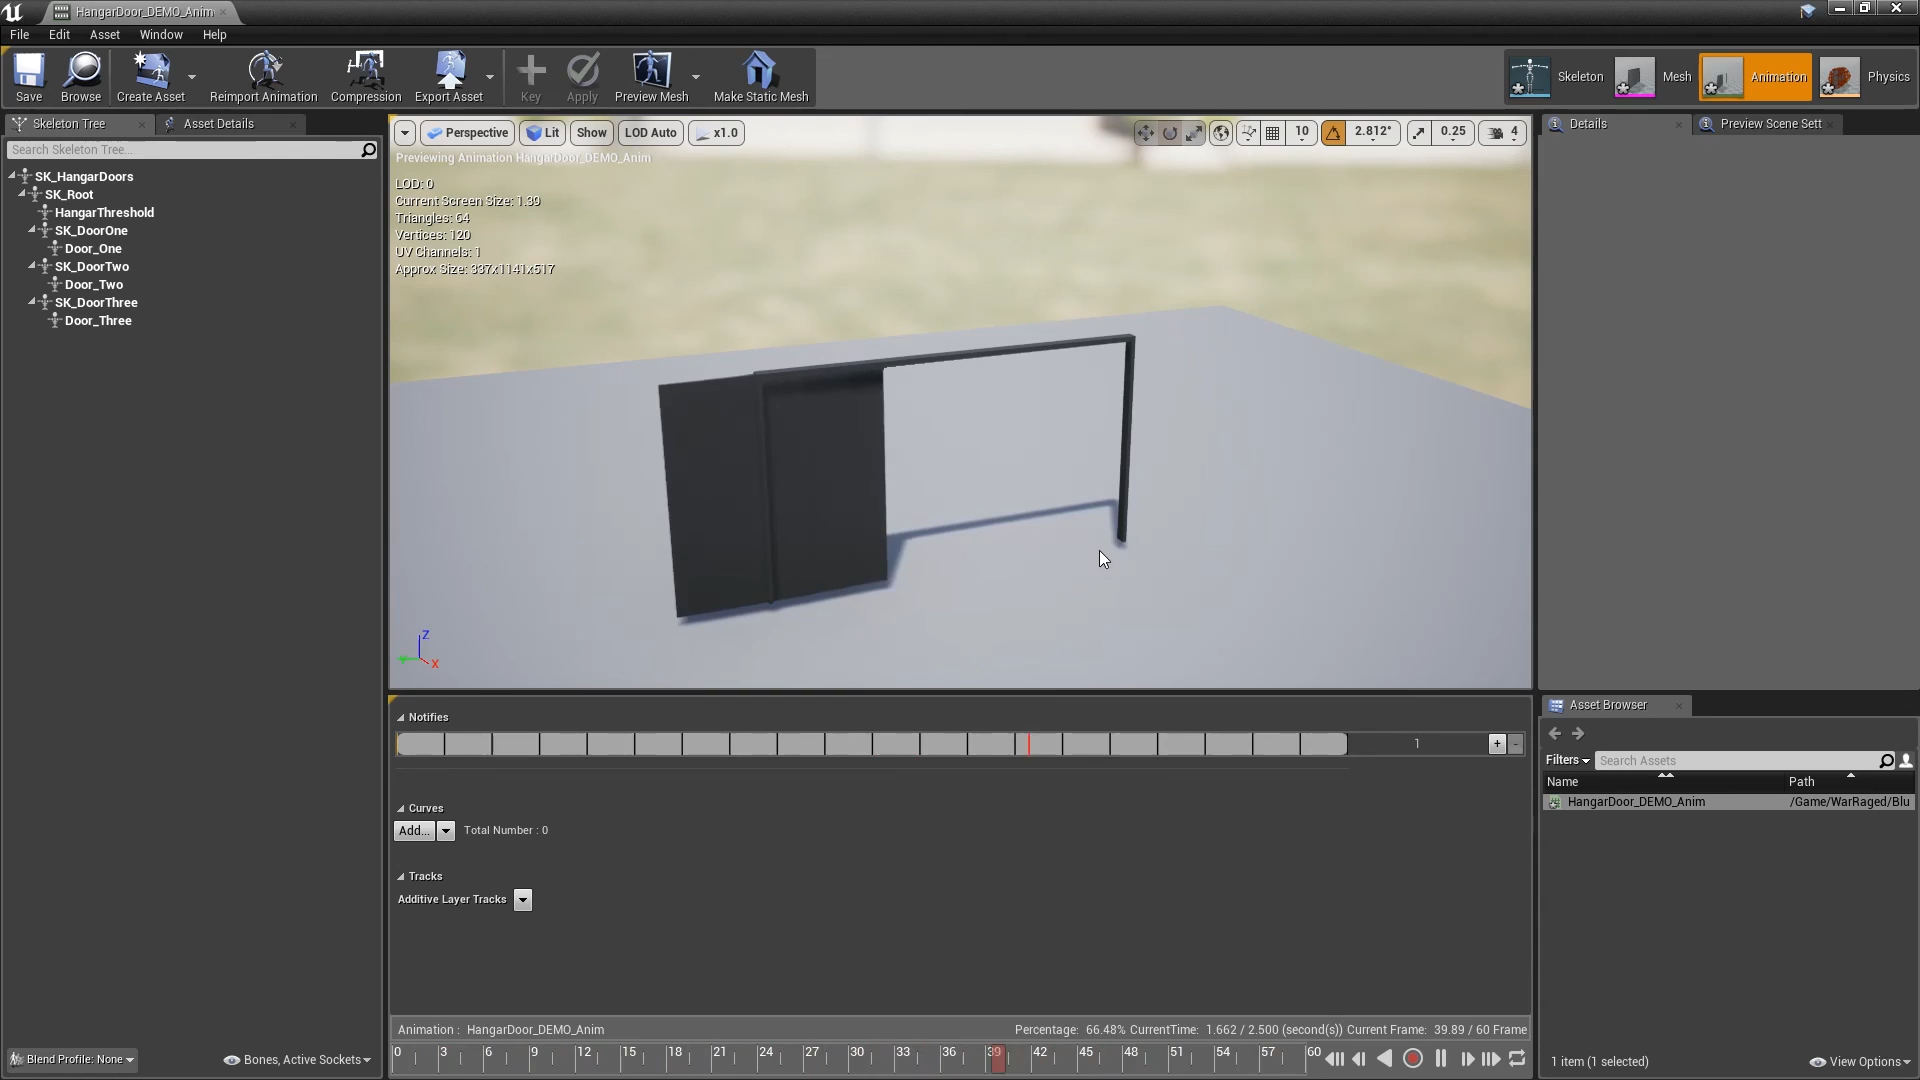 HangarDoor_DEMO_Anim
File Edit Asset Window Help
Save Browse Create Asset Reimport Animation Compression Export Asset Key Apply Preview Mesh Make Static Mesh Skeleton Mesh Animation Physics
Skeleton Tree Asset Details
Search Skeleton Tree...
SK_HangarDoors
SK_Root
HangarThreshold
SK_DoorOne
Door_One
SK_DoorTwo
Door_Two
SK_DoorThree
Door_Three
Blend Profile: None Bones, Active Sockets
Perspective Lit Show LOD Auto x1.0 10 2.812° 0.25 4
Previewing Animation HangarDoor_DEMO_Anim
LOD: 0
Current Screen Size: 1.39
Triangles: 64
Vertices: 120
UV Channels: 1
Approx Size: 337x1141x517
Z
X
Notifies
1 + -
Curves
Add... Total Number : 0
Tracks
Additive Layer Tracks
Animation : HangarDoor_DEMO_Anim Percentage: 66.48% CurrentTime: 1.662 / 2.500 (second(s)) Current Frame: 39.89 / 60 Frame
0 3 6 9 12 15 18 21 24 27 30 33 36 39 42 45 48 51 54 57 60
Details Preview Scene Sett
Asset Browser
Filters Search Assets
Name Path
HangarDoor_DEMO_Anim /Game/WarRaged/Blu
1 item (1 selected) View Options